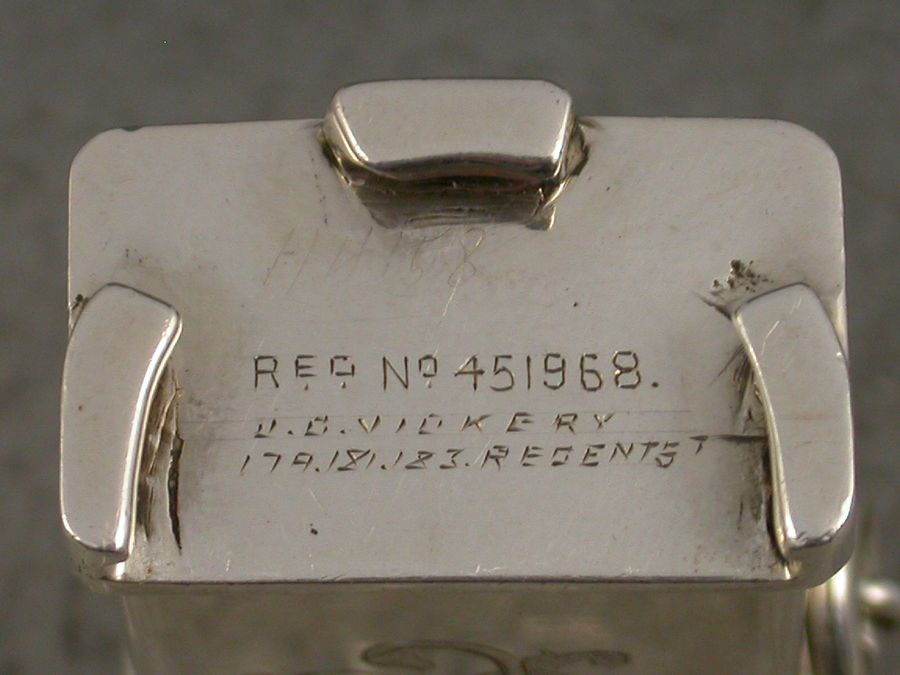 REG No 451968.
J.C.VICKERY
179.181.183.REGENT ST